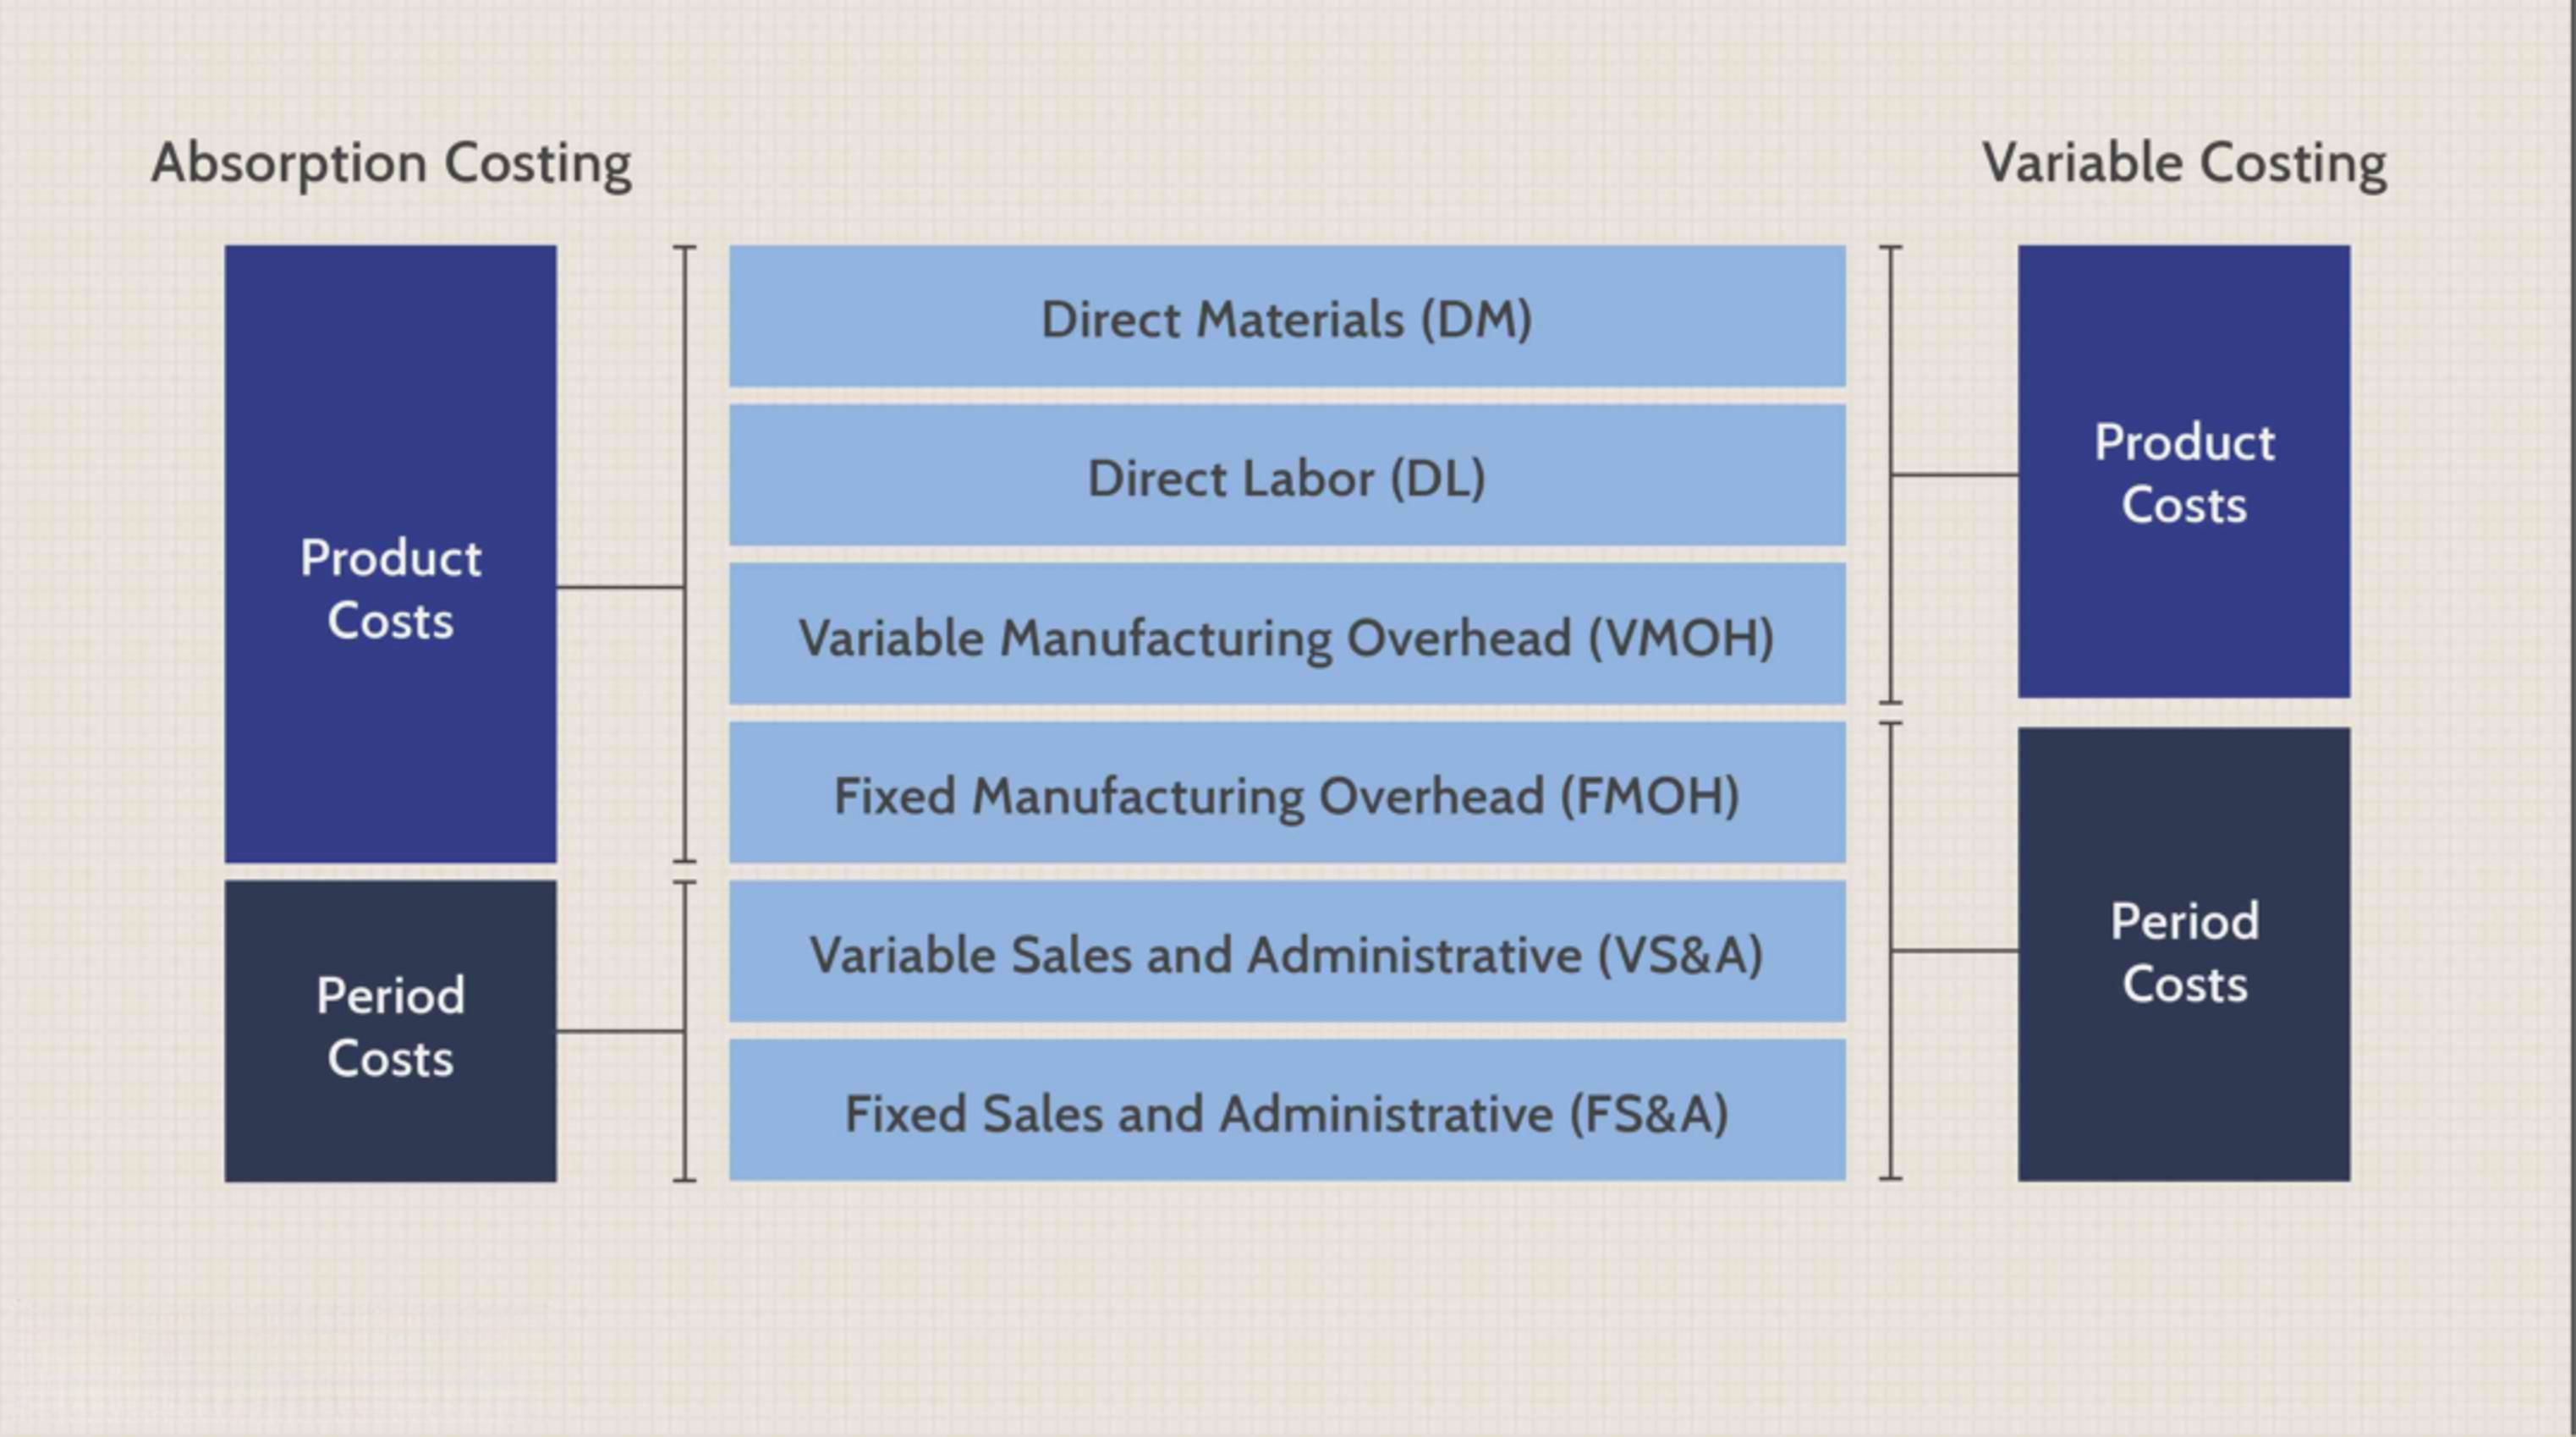 Absorption Costing
Variable Costing
Product
Costs
Period
Costs
Direct Materials (DM)
Direct Labor (DL)
Variable Manufacturing Overhead (VMOH)
Fixed Manufacturing Overhead (FMOH)
Variable Sales and Administrative (VS&A)
Fixed Sales and Administrative (FS&A)
Product
Costs
Period
Costs